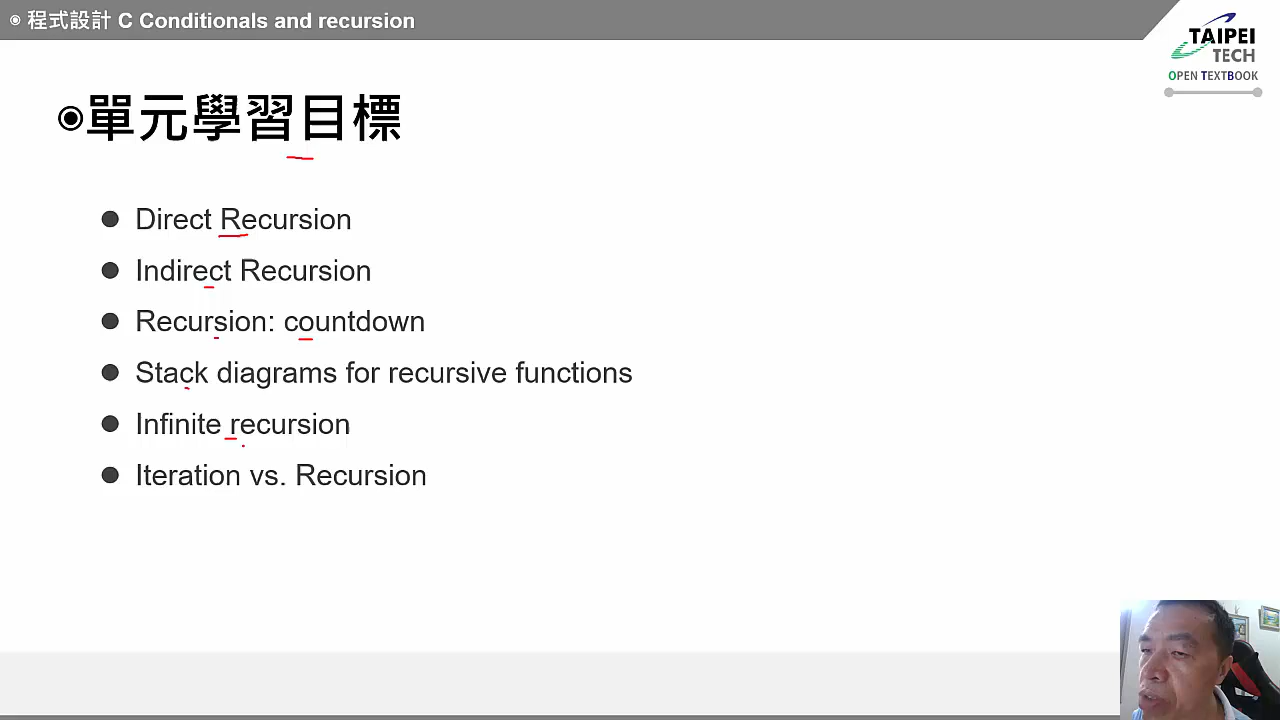 程式設計 C Conditionals and recursion
TAIPEI
TECH
OPEN TEXTBOOK
單元學習目標
Direct Recursion
Indirect Recursion
Recursion: countdown
Stack diagrams for recursive functions
Infinite recursion
Iteration vs. Recursion